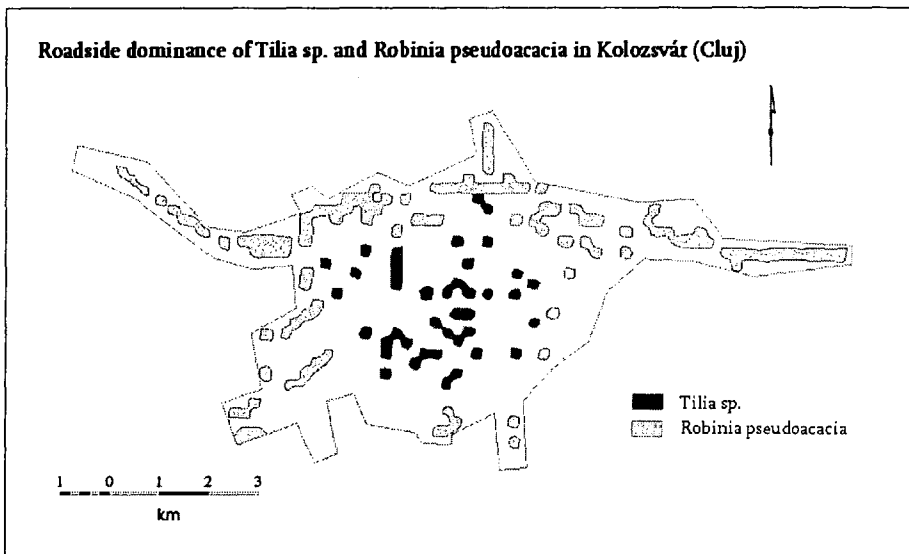 Roadside dominance of Tilia sp. and Robinia pseudoacacia in Kolozsvár (Cluj)
Tilia sp.
Robinia pseudoacacia
1 0 1 2 3
km